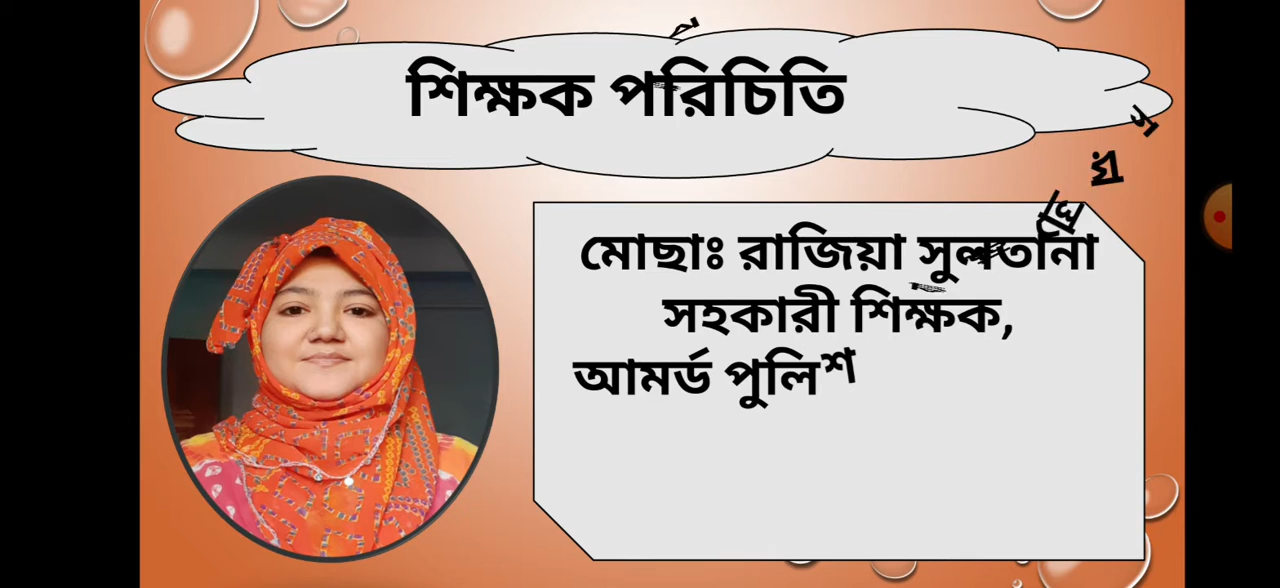 শিক্ষক পরিচিতি
মোছাঃ রাজিয়া সুলতানা
সহকারী শিক্ষক,
আমর্ড পুলিশ